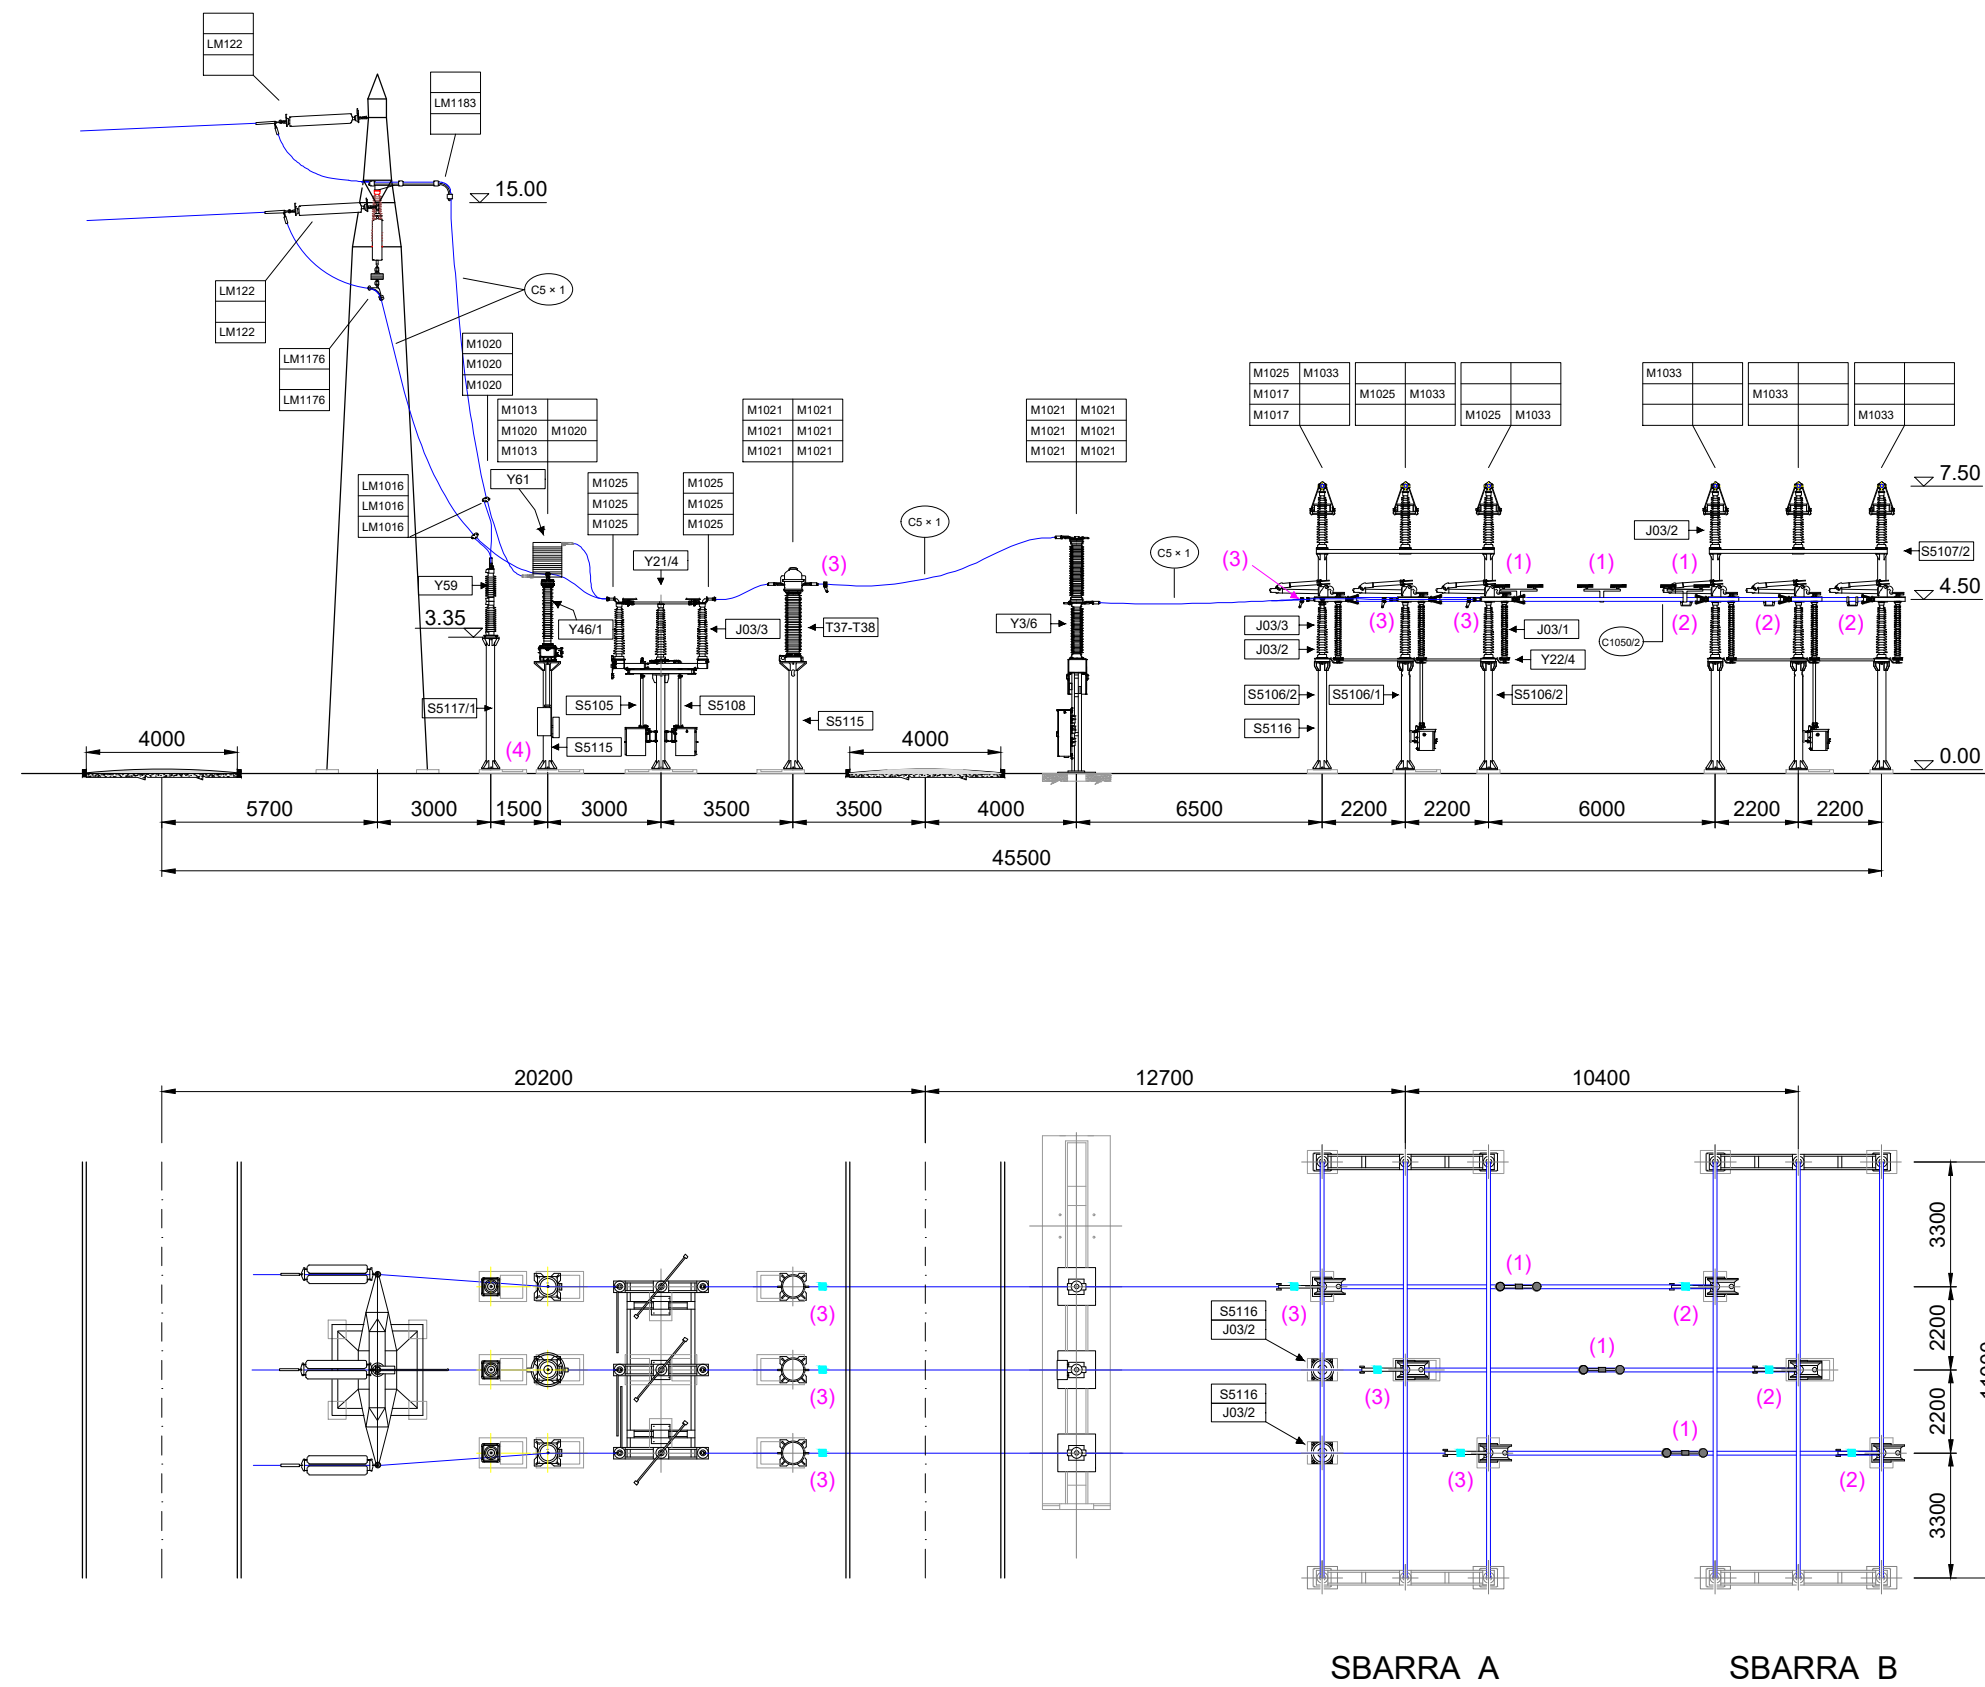 LM122
LM1183
15.00
C5 × 1
LM122
LM122
LM1176
LM1176
M1020
M1020
M1020
M1013
M1020 M1020
M1013
M1021 M1021
M1021 M1021
M1021 M1021
M1021 M1021
M1021 M1021
M1021 M1021
M1025 M1033
M1017
M1017
M1025 M1033
M1025 M1033
M1033
M1033
M1033
LM1016
LM1016
LM1016
Y61
M1025
M1025
M1025
M1025
M1025
M1025
7.50
C5 × 1
C5 × 1
J03/2
S5107/2
Y59
Y21/4
(3)
(3)
(1)
(1)
(1)
4.50
3.35
Y46/1
J03/3
T37-T38
Y3/6
J03/3
J03/2
(3)
(3)
J03/1
Y22/4
C1050/2
(2)
(2)
(2)
S5117/1
(4)
S5115
S5105
S5108
S5115
S5106/2
S5106/1
S5106/2
S5116
4000
4000
0.00
5700
3000
1500
3000
3500
3500
4000
6500
2200
2200
6000
2200
2200
45500
20200
12700
10400
3300
2200
2200
3300
(3)
(3)
(3)
(3)
(3)
(3)
(1)
(1)
(1)
(2)
(2)
(2)
S5116
J03/2
S5116
J03/2
SBARRA A
SBARRA B